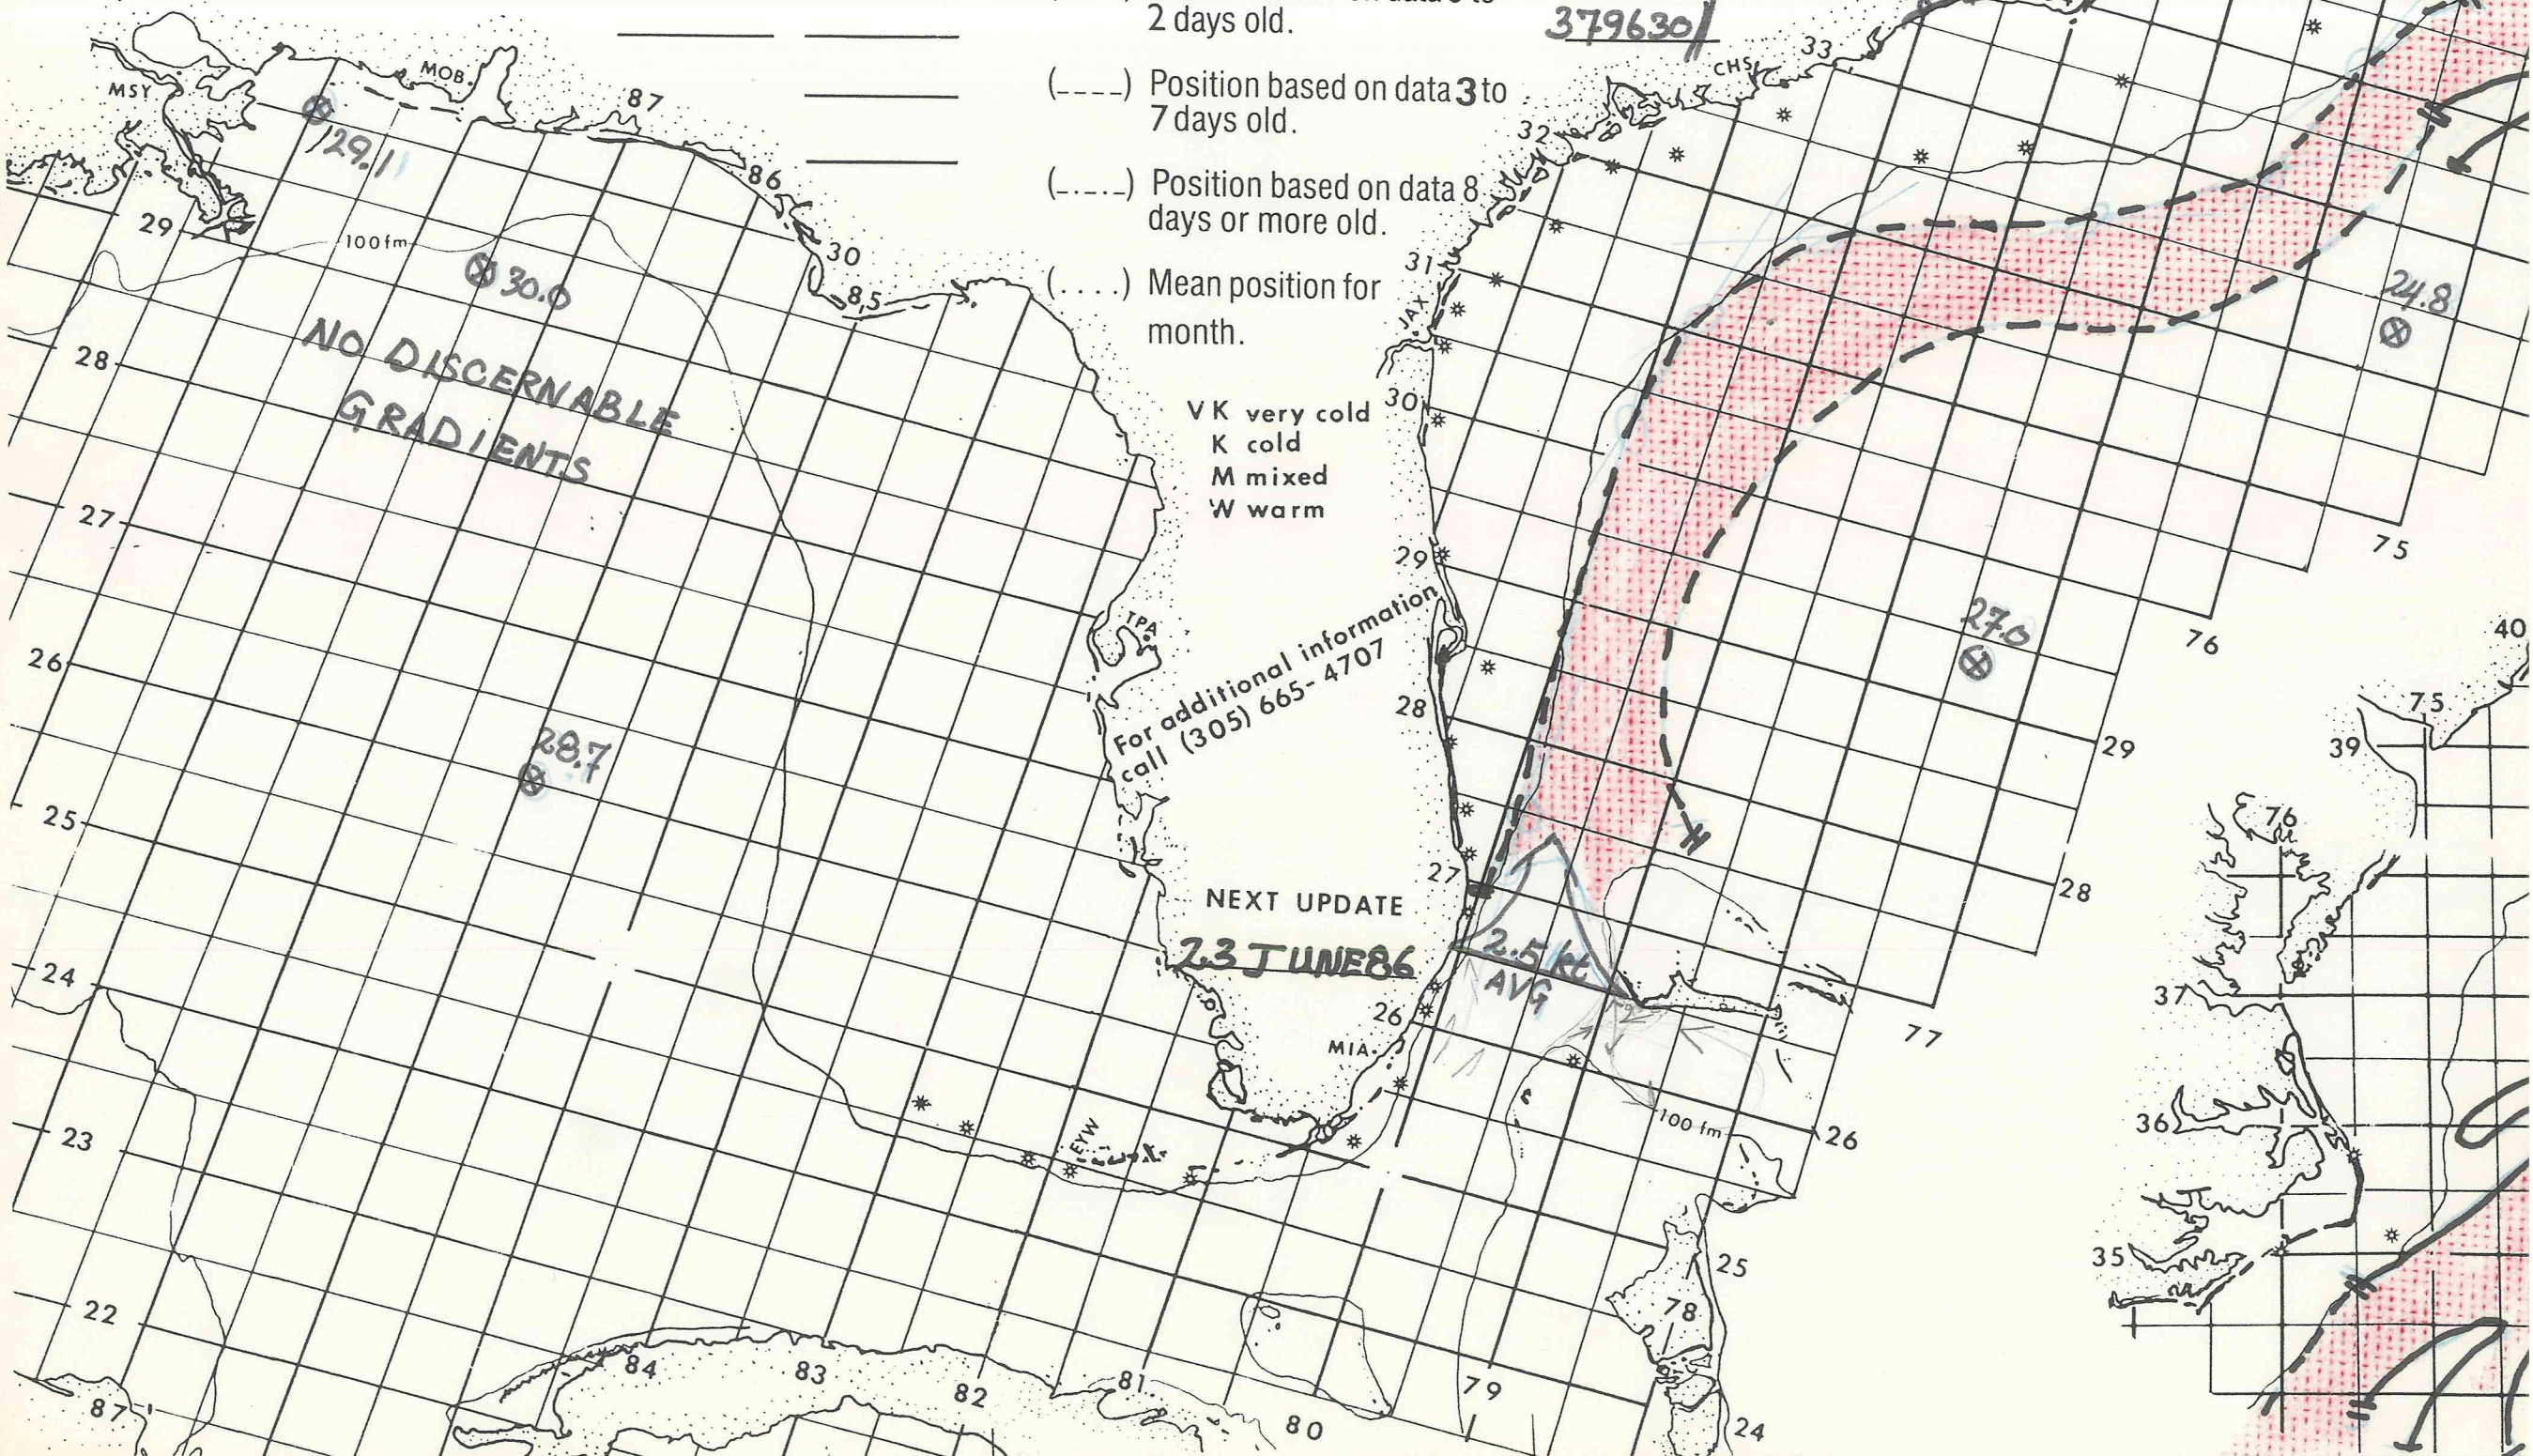 2 days old.
(----) Position based on data 3 to
7 days old.
(-.-.-) Position based on data 8
days or more old.
(....) Mean position for
month.
379630
VK very cold
K cold
M mixed
W warm
For additional information
call (305) 665-4707
NEXT UPDATE
23 JUNE 86
NO DISCERNABLE
GRADIENTS
MSY
MOB
87
86
29.1
29
100fm
30.0
30
85
28
27
26
28.7
25
24
23
22
87
84
83
82
81
80
79
TPA
EYW
MIA
JAX
CHS
33
32
31
30
29
28
27
26
2.5 kt
AVG
24.8
27.0
75
76
29
28
77
100 fm
26
25
78
24
40
75
39
76
37
36
35